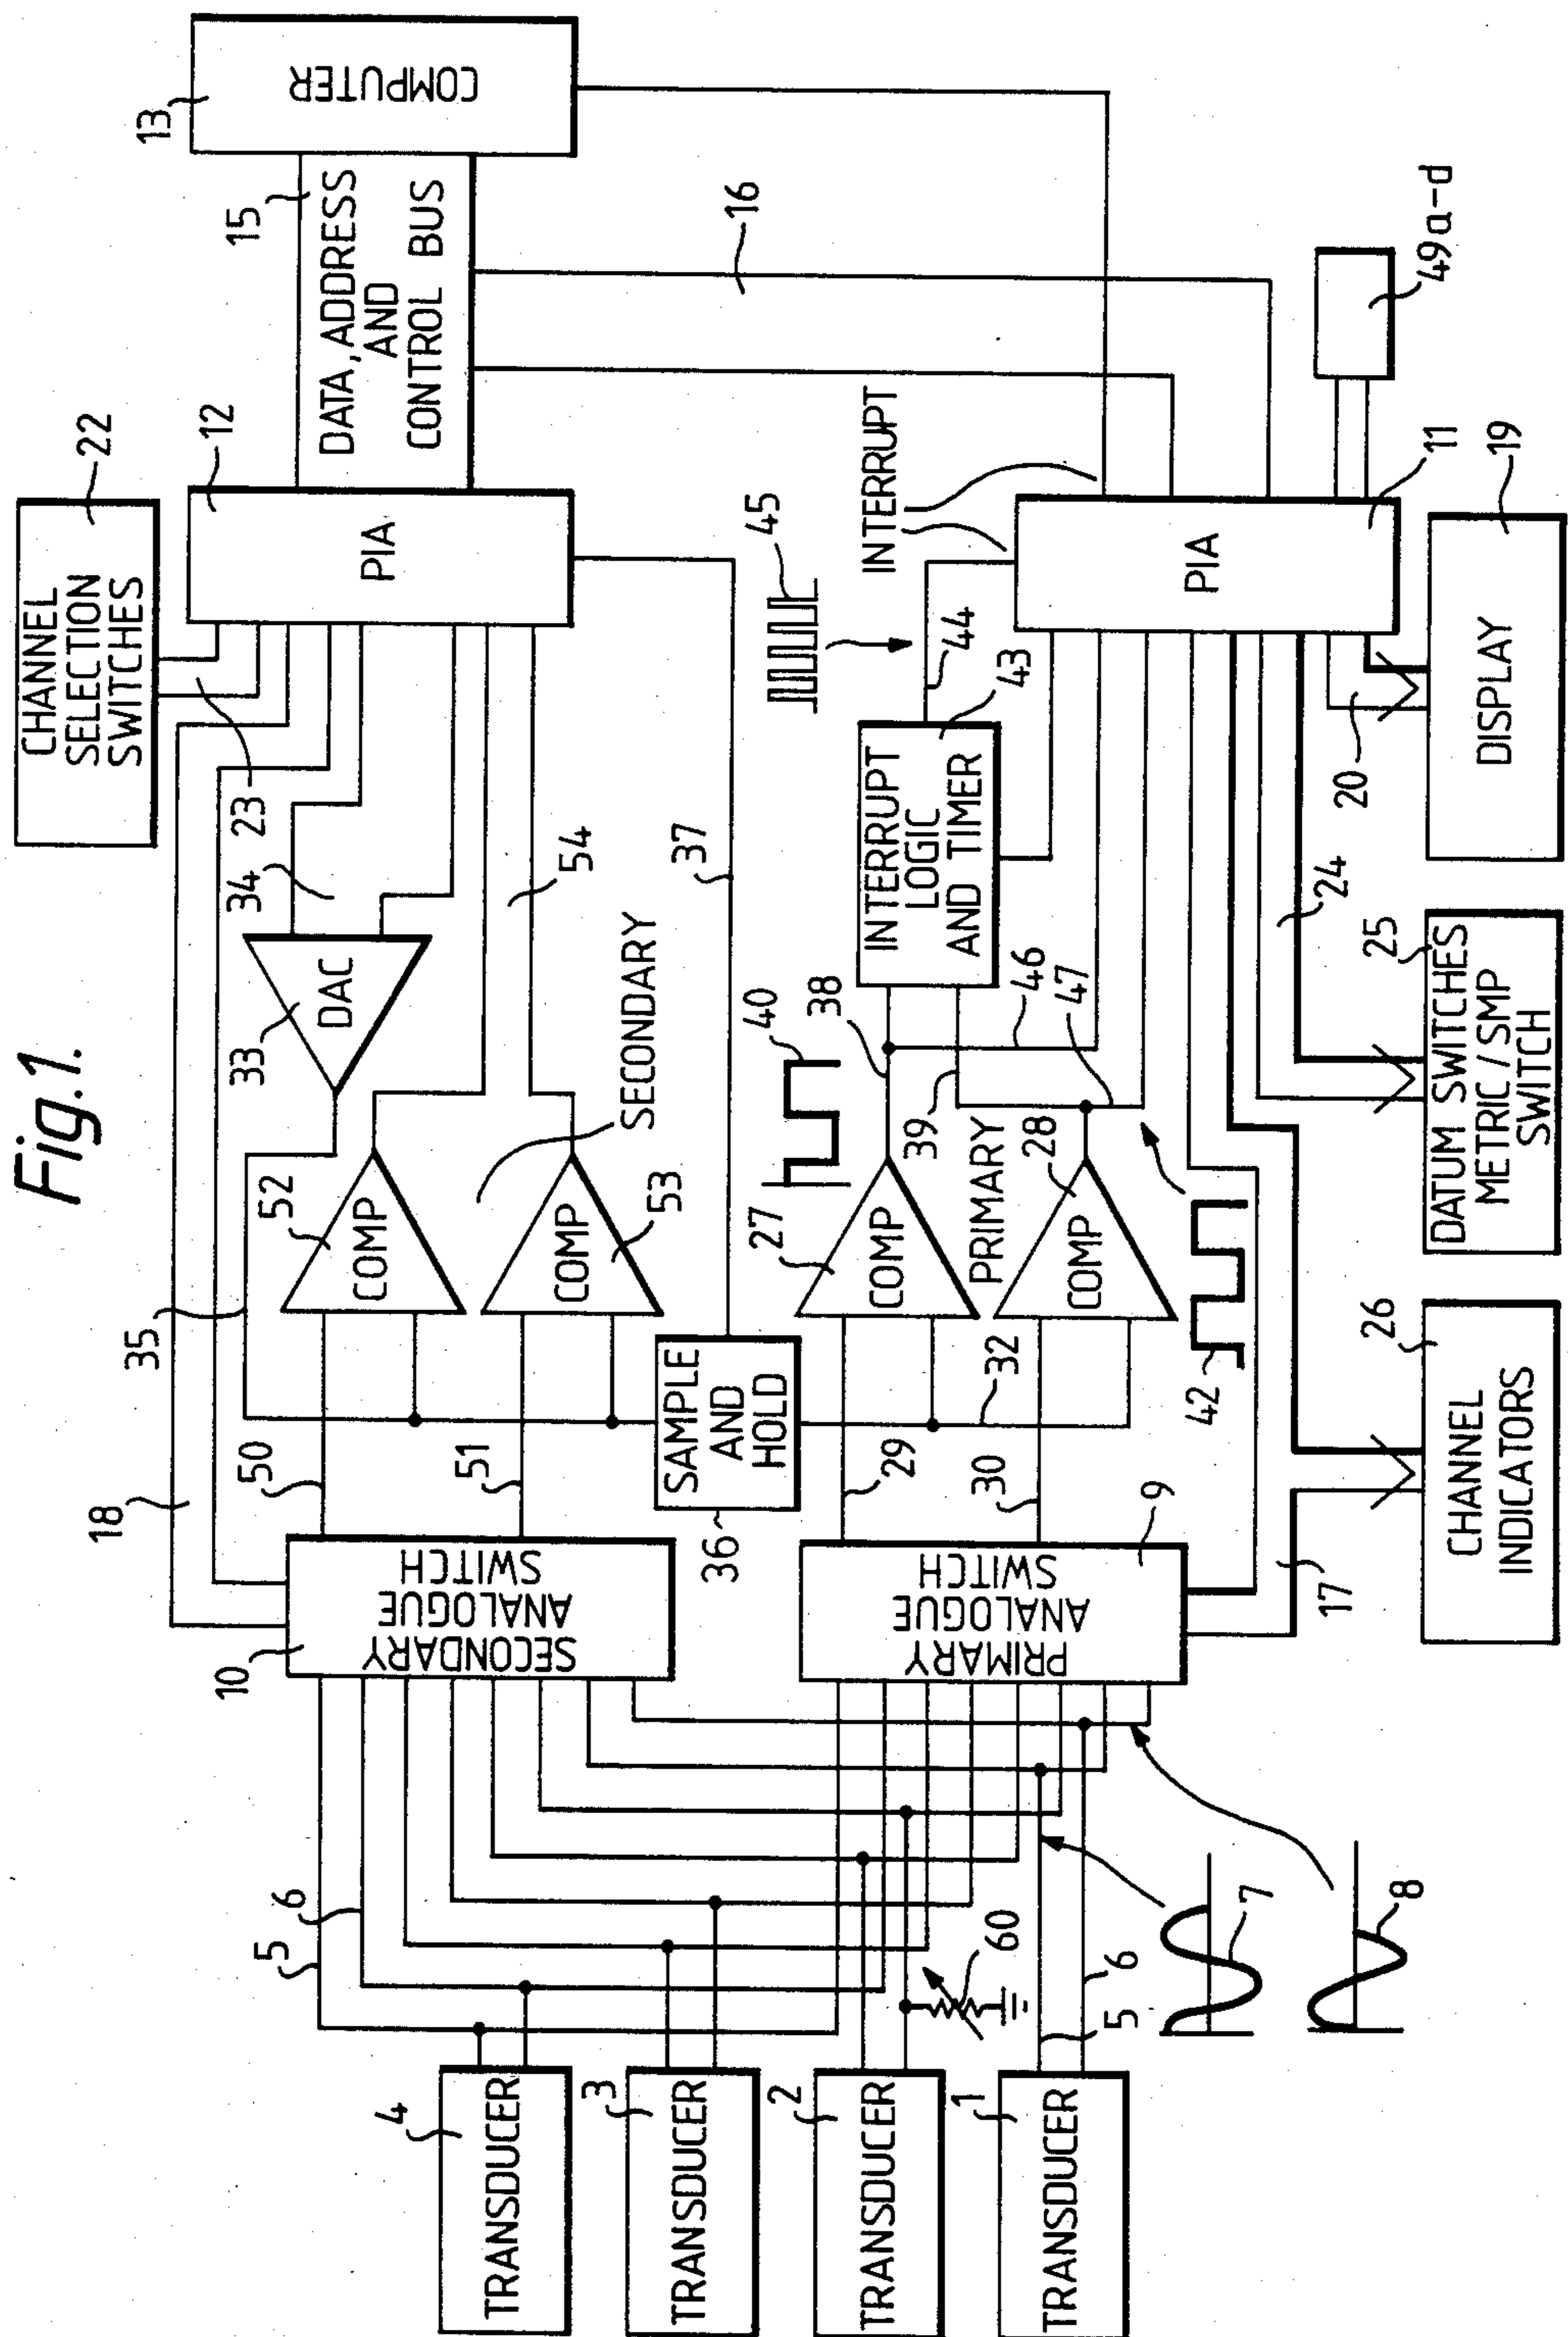 Fig.1.
CHANNEL
SELECTION
SWITCHES
22
23
12
PIA
13
COMPUTER
15
DATA, ADDRESS
AND
CONTROL BUS
16
18
35
34
33
DAC
52
COMP
53
COMP
54
SECONDARY
50
51
10
SECONDARY
ANALOGUE
SWITCH
36
SAMPLE
AND
HOLD
37
5
6
4
TRANSDUCER
3
TRANSDUCER
2
TRANSDUCER
1
TRANSDUCER
60
5
6
7
8
9
PRIMARY
ANALOGUE
SWITCH
29
30
32
27
COMP
PRIMARY
28
COMP
40
38
39
42
46
47
INTERRUPT
LOGIC
AND TIMER
43
44
45
INTERRUPT
PIA
11
49a-d
17
CHANNEL
INDICATORS
26
24
25
DATUM SWITCHES
METRIC/SMP
SWITCH
20
DISPLAY
19